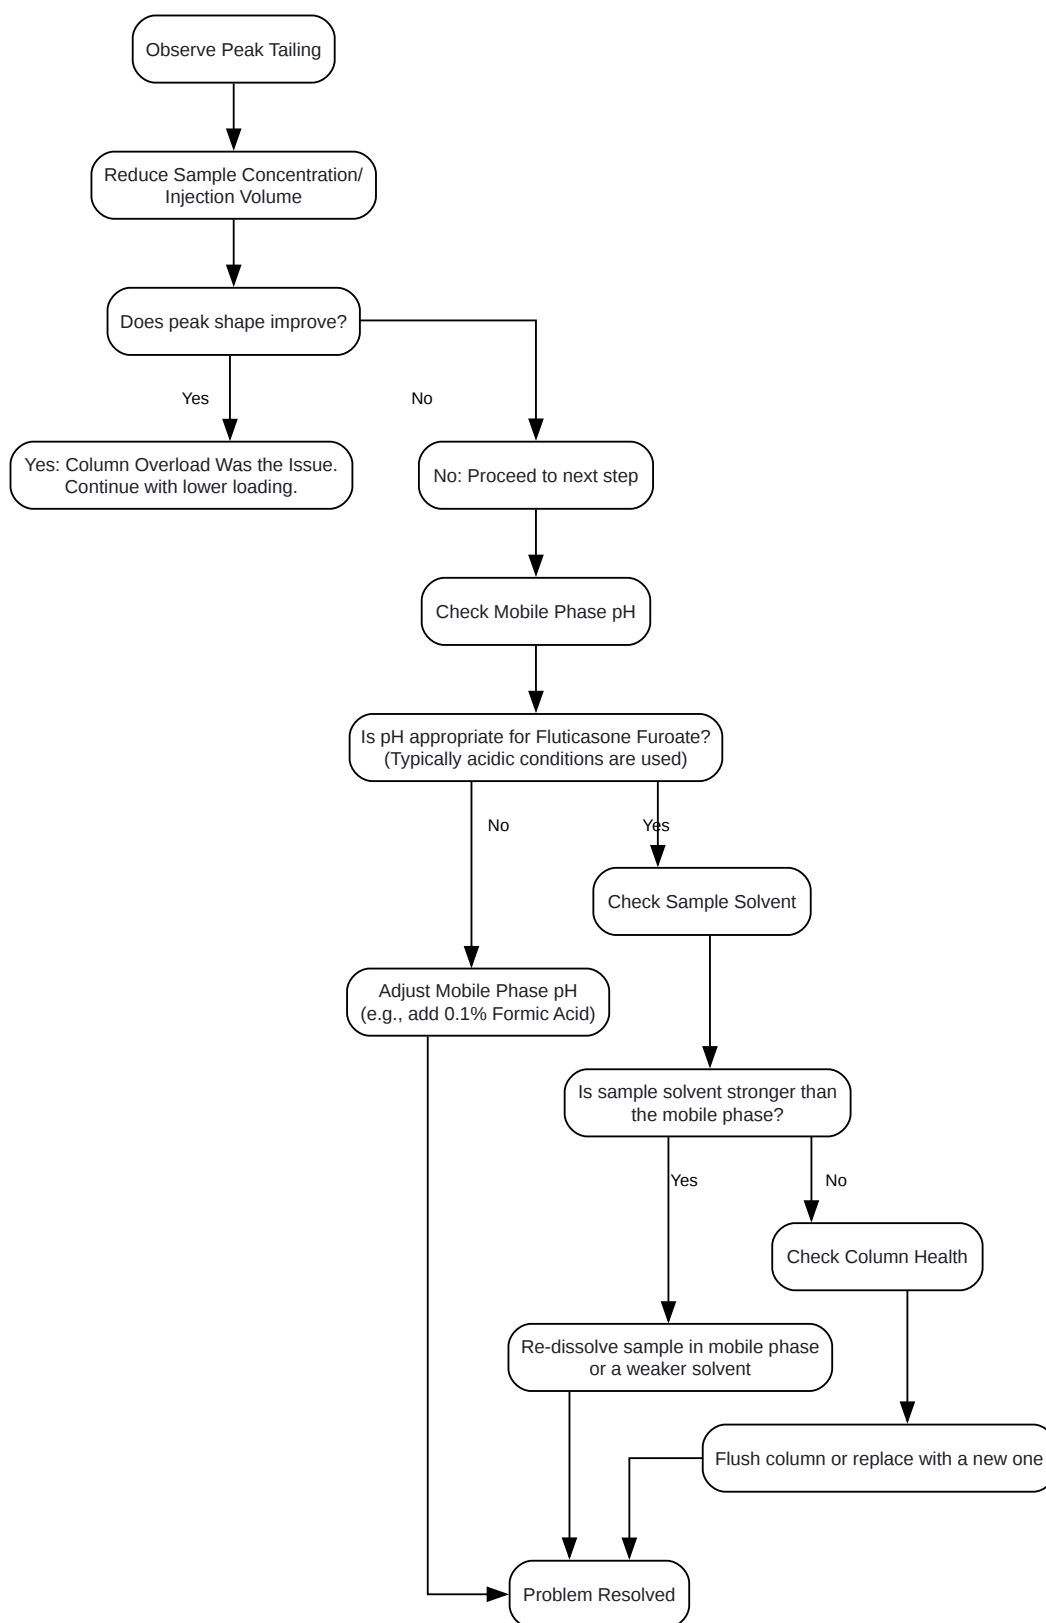 Observe Peak Tailing
Reduce Sample Concentration/
Injection Volume
Does peak shape improve?
Yes
No
Yes: Column Overload Was the Issue.
Continue with lower loading.
No: Proceed to next step
Check Mobile Phase pH
Is pH appropriate for Fluticasone Furoate?
(Typically acidic conditions are used)
No
Yes
Check Sample Solvent
Adjust Mobile Phase pH
(e.g., add 0.1% Formic Acid)
Is sample solvent stronger than
the mobile phase?
Yes
No
Check Column Health
Re-dissolve sample in mobile phase
or a weaker solvent
Flush column or replace with a new one
Problem Resolved